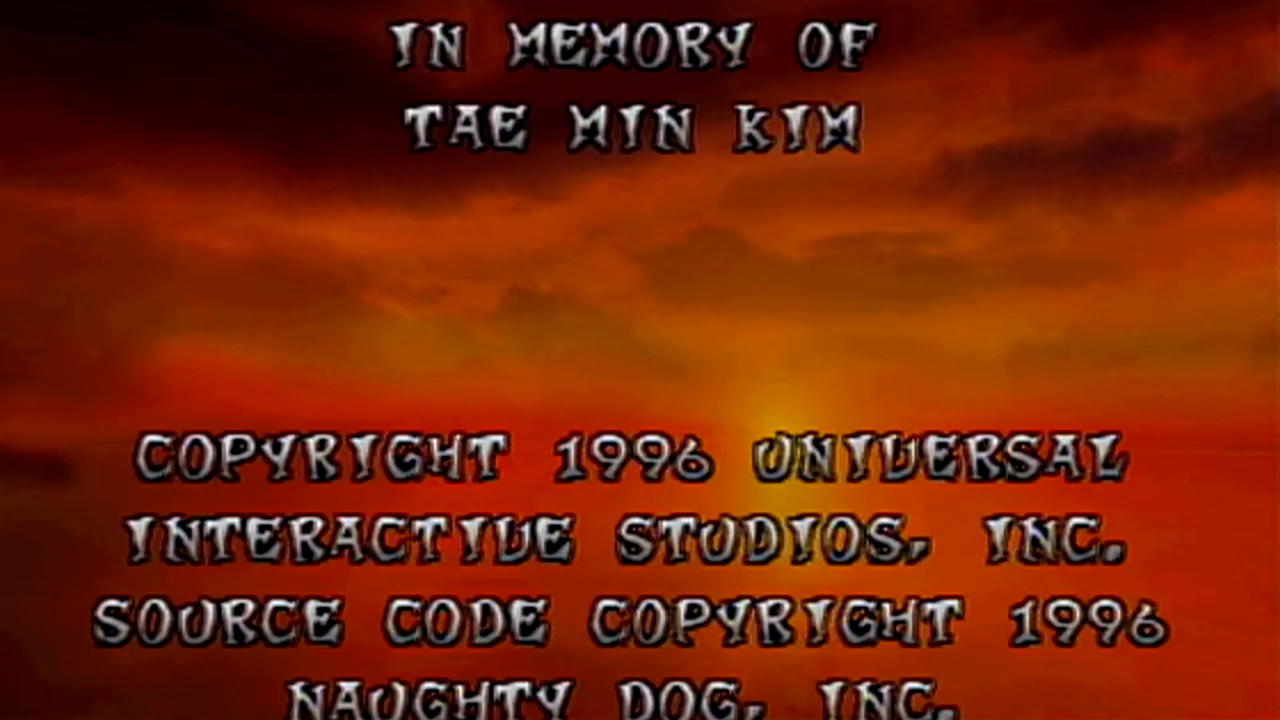 IN MEMORY OF
TAE MIN KIM
COPYRIGHT 1996 UNIVERSAL
INTERACTIVE STUDIOS, INC.
SOURCE CODE COPYRIGHT 1996
NAUGHTY DOG, INC.